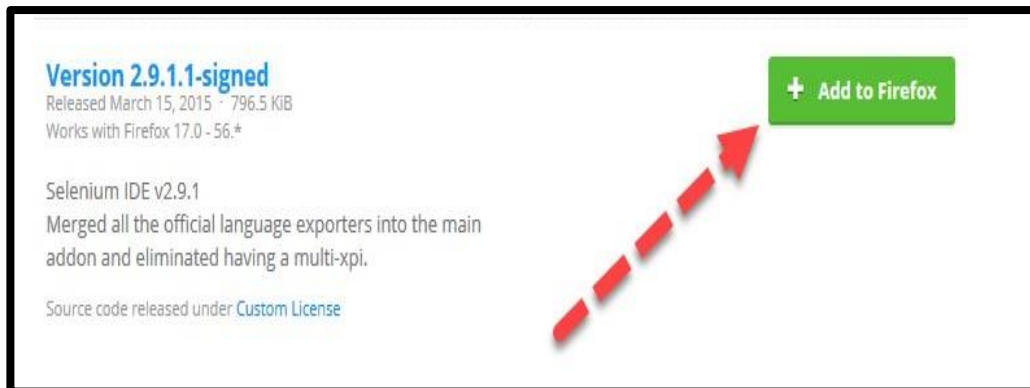 Version 2.9.1.1-signed
Released March 15, 2015 · 796.5 KiB
Works with Firefox 17.0 - 56.*
+ Add to Firefox
Selenium IDE v2.9.1
Merged all the official language exporters into the main
addon and eliminated having a multi-xpi.
Source code released under Custom License